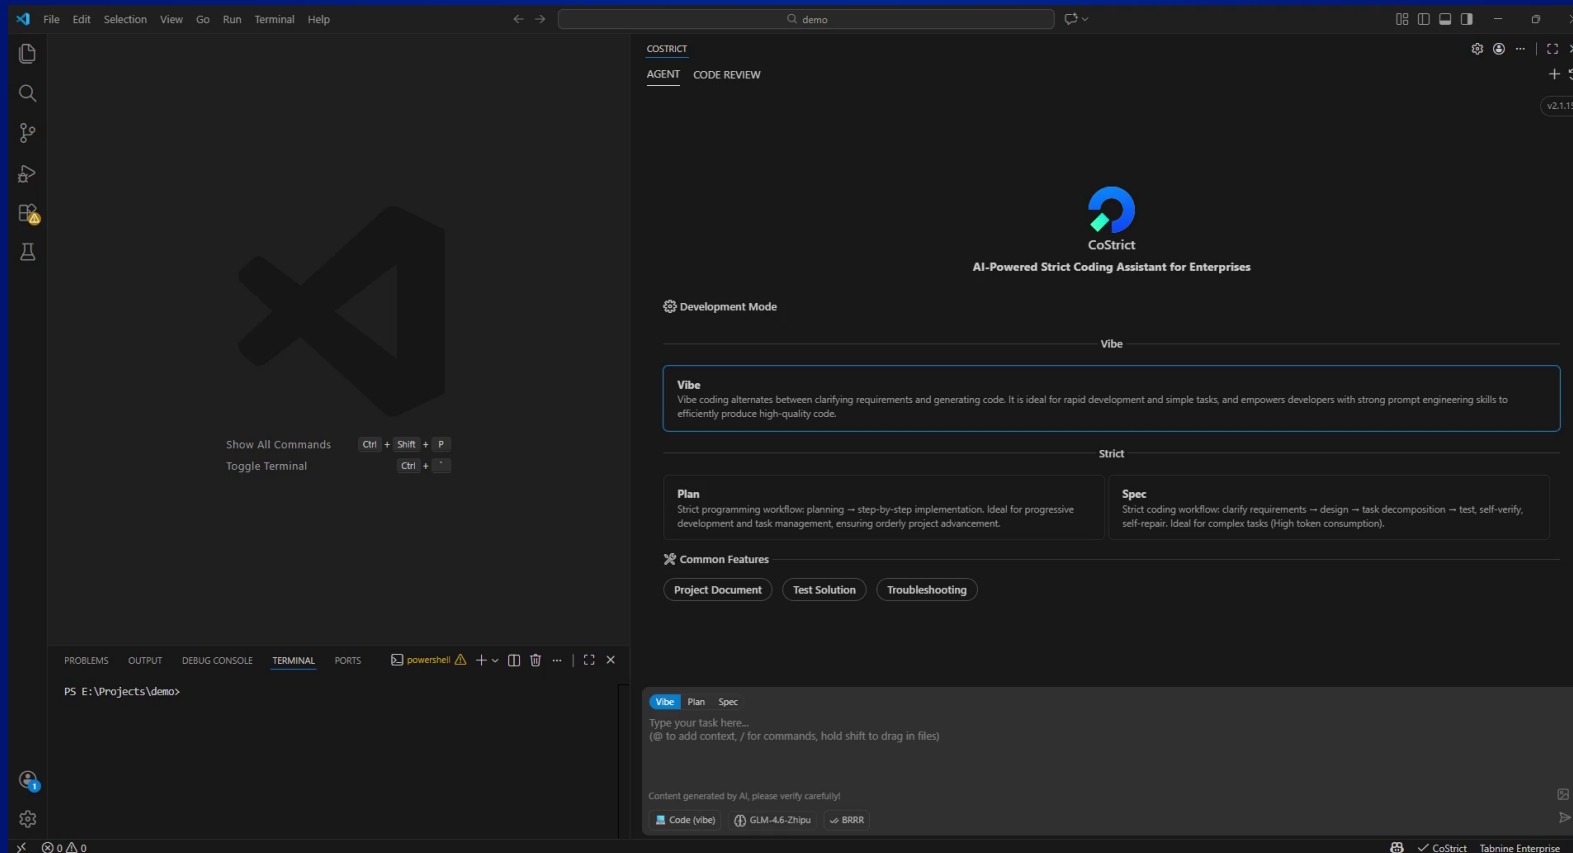 File Edit Selection View Go Run Terminal Help
demo
COSTRICT
AGENT CODE REVIEW
v2.1.15
CoStrict
AI-Powered Strict Coding Assistant for Enterprises
Development Mode
Vibe
Vibe
Vibe coding alternates between clarifying requirements and generating code. It is ideal for rapid development and simple tasks, and empowers developers with strong prompt engineering skills to
efficiently produce high-quality code.
Strict
Plan
Strict programming workflow: planning → step-by-step implementation. Ideal for progressive
development and task management, ensuring orderly project advancement.
Spec
Strict coding workflow: clarify requirements → design → task decomposition → test, self-verify,
self-repair. Ideal for complex tasks (High token consumption).
Common Features
Project Document Test Solution Troubleshooting
Show All Commands Ctrl + Shift + P
Toggle Terminal Ctrl + `
PROBLEMS OUTPUT DEBUG CONSOLE TERMINAL PORTS powershell
PS E:\Projects\demo>
Vibe Plan Spec
Type your task here...
(@ to add context, / for commands, hold shift to drag in files)
Content generated by AI, please verify carefully!
Code (vibe) GLM-4.6-Zhipu BRRR
1
0 0
CoStrict Tabnine Enterprise